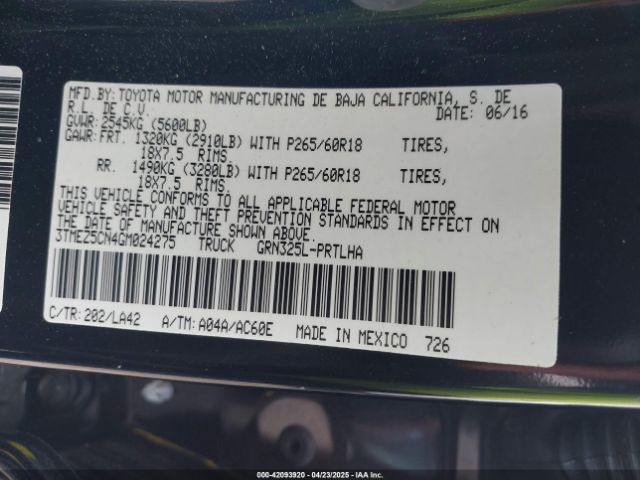 MFD.BY:TOYOTA MOTOR MANUFACTURING DE BAJA CALIFORNIA, S. DE
R.L. DE C.V. DATE: 06/16
GVWR:2545KG (5600LB)
GAWR:FRT. 1320KG (2910LB) WITH P265/60R18 TIRES,
18X7.5 RIMS.
RR. 1490KG (3280LB) WITH P265/60R18 TIRES,
18X7.5 RIMS.
THIS VEHICLE CONFORMS TO ALL APPLICABLE FEDERAL MOTOR
VEHICLE SAFETY AND THEFT PREVENTION STANDARDS IN EFFECT ON
THE DATE OF MANUFACTURE SHOWN ABOVE.
3TMEZ5CN4GM024275 TRUCK GRN325L-PRTLHA
C/TR:202/LA42 A/TM:A04A/AC60E MADE IN MEXICO 726
000-42093920 - 04/23/2025 - IAA Inc.